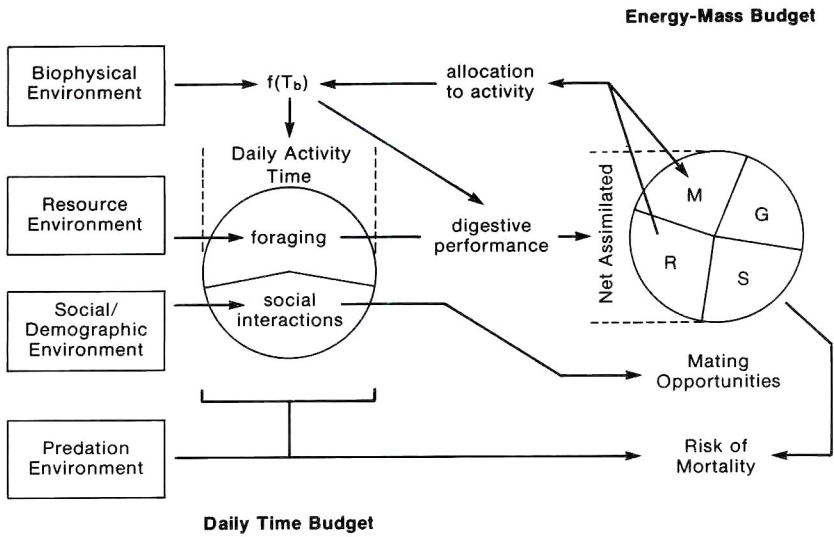 Energy-Mass Budget
Biophysical
Environment
f(Tb)
allocation
to activity
Daily Activity
Time
Resource
Environment
foraging
digestive
performance
Net Assimilated
M
G
R
S
Social/
Demographic
Environment
social
interactions
Mating
Opportunities
Predation
Environment
Risk of
Mortality
Daily Time Budget